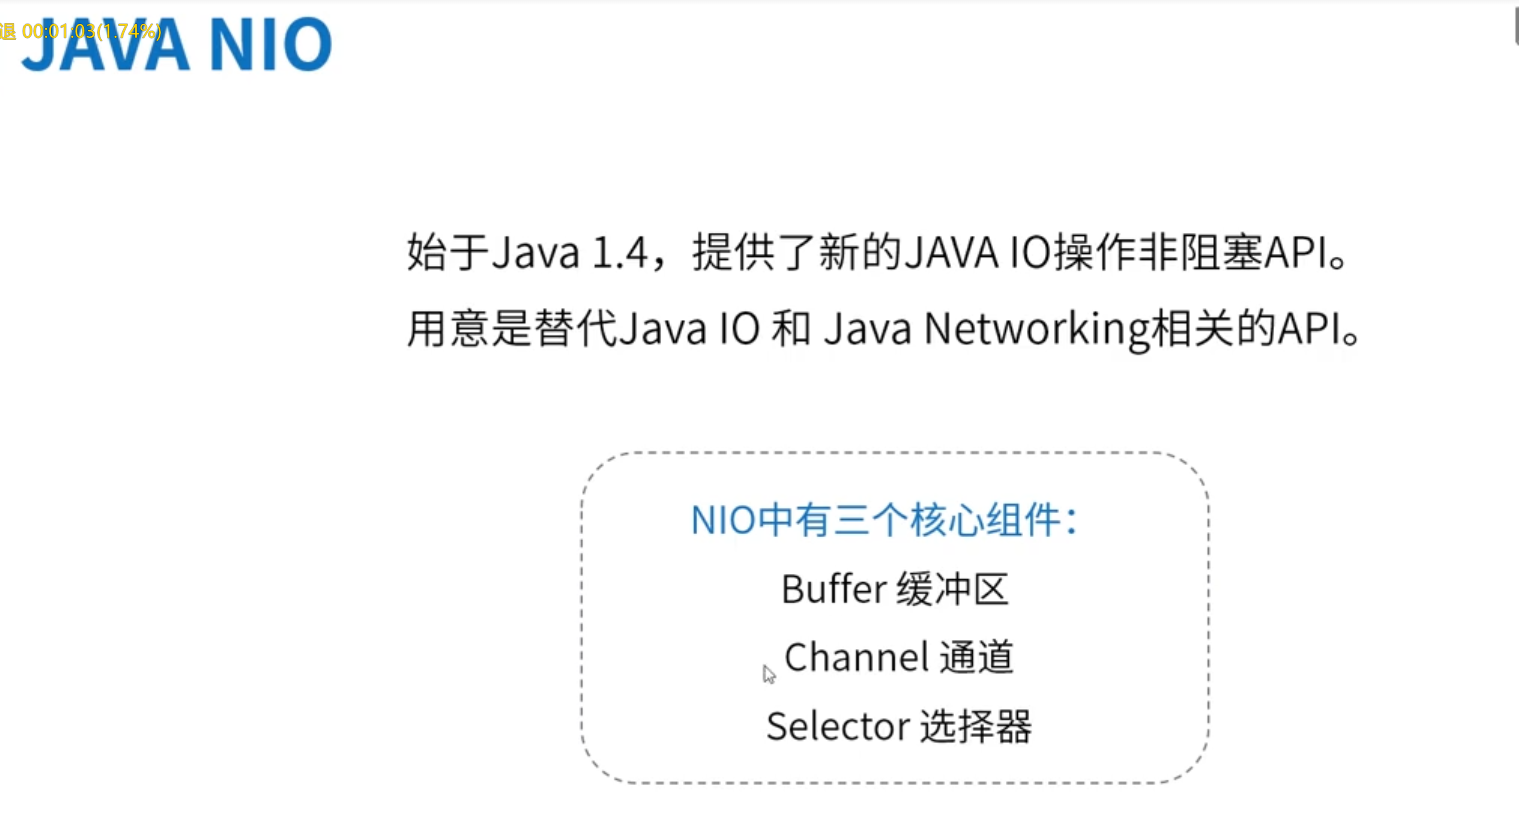 退 00:01:03(1.74%)
JAVA NIO
始于Java 1.4，提供了新的JAVA IO操作非阻塞API。
用意是替代Java IO 和 Java Networking相关的API。
NIO中有三个核心组件：
Buffer 缓冲区
Channel 通道
Selector 选择器